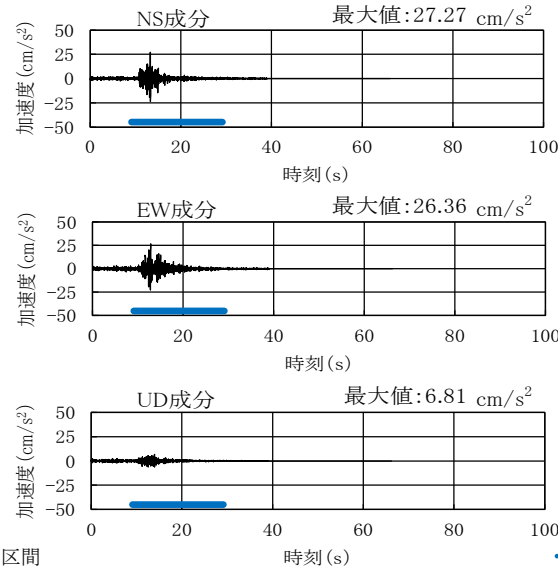 NS成分 最大値:27.27 cm/s²
加速度(cm/s²)
50
25
0
−25
−50
0 20 40 60 80 100
時刻(s)
EW成分 最大値:26.36 cm/s²
加速度(cm/s²)
50
25
0
−25
−50
0 20 40 60 80 100
時刻(s)
UD成分 最大値:6.81 cm/s²
加速度(cm/s²)
50
25
0
−25
−50
0 20 40 60 80 100
区間 時刻(s)